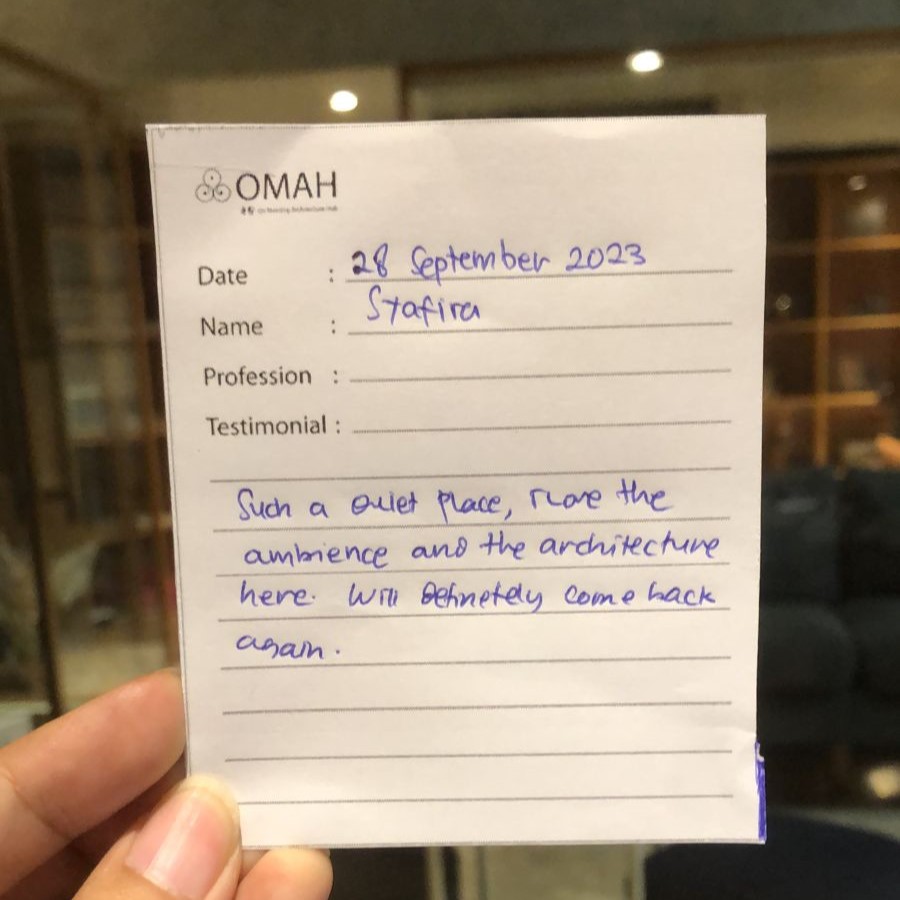 OMAH
Date : 28 September 2023
Name : Syafira
Profession :
Testimonial :
Such a quiet place, I love the
ambience and the architecture
here. Will definetely come back
again.